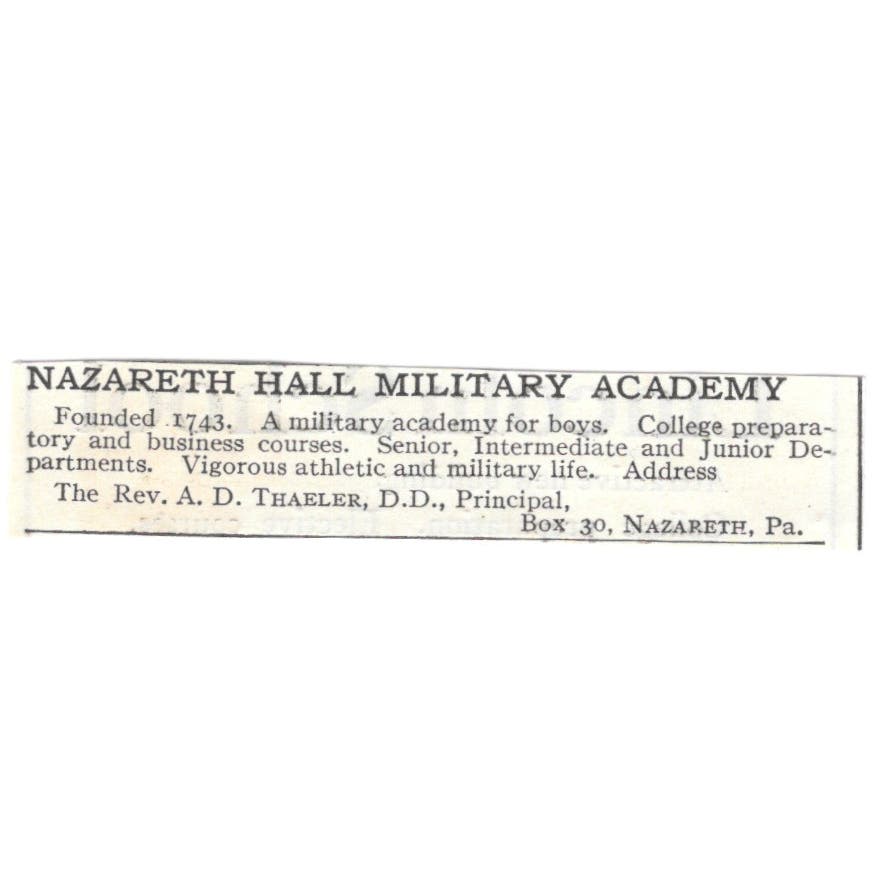 NAZARETH HALL MILITARY ACADEMY
Founded 1743. A military academy for boys. College prepara-
tory and business courses. Senior, Intermediate and Junior De-
partments. Vigorous athletic and military life. Address
The Rev. A. D. THAELER, D.D., Principal,
Box 30, NAZARETH, Pa.